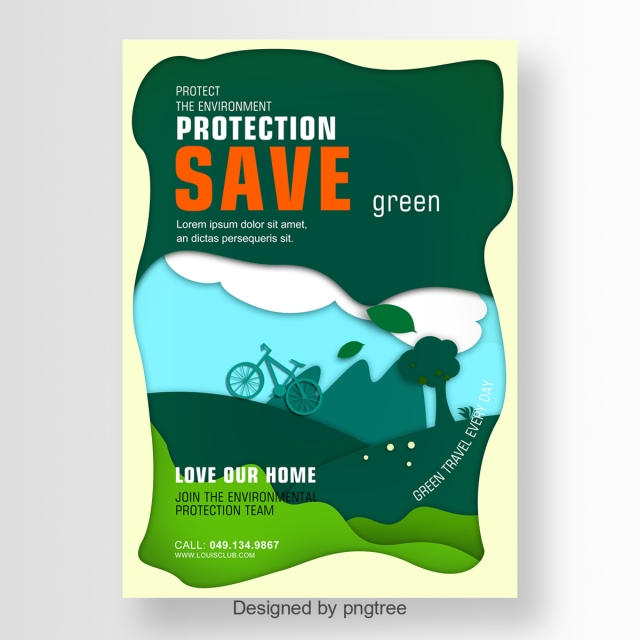 PROTECT
THE ENVIRONMENT
PROTECTION
SAVE green
Lorem ipsum dolor sit amet,
an dictas persequeris sit.
GREEN TRAVEL EVERY DAY
LOVE OUR HOME
JOIN THE ENVIRONMENTAL
PROTECTION TEAM
CALL: 049.134.9867
WWW.LOUISCLUB.COM
Designed by pngtree